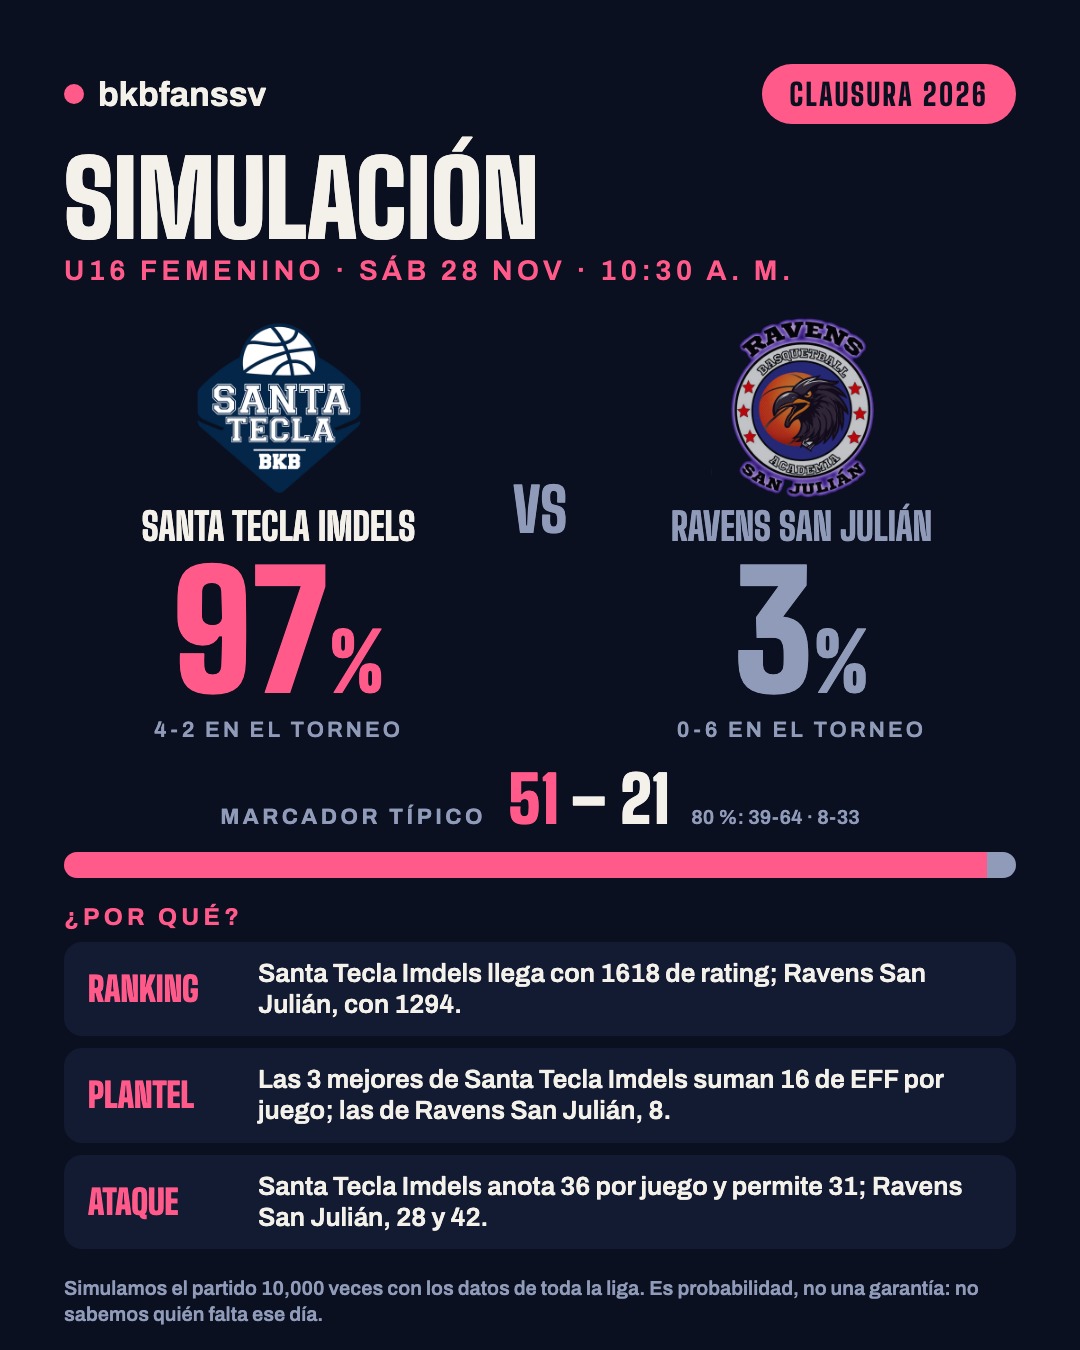 bkbfanssv
CLAUSURA 2026
SIMULACIÓN
U16 FEMENINO · SÁB 28 NOV · 10:30 A. M.
SANTA
TECLA
BKB
RAVENS
BASQUETBALL
ACADEMIA
SAN JULIÁN
SANTA TECLA IMDELS
VS
RAVENS SAN JULIÁN
97%
3%
4-2 EN EL TORNEO
0-6 EN EL TORNEO
MARCADOR TÍPICO 51 – 21 80 %: 39-64 · 8-33
¿POR QUÉ?
RANKING
Santa Tecla Imdels llega con 1618 de rating; Ravens San
Julián, con 1294.
PLANTEL
Las 3 mejores de Santa Tecla Imdels suman 16 de EFF por
juego; las de Ravens San Julián, 8.
ATAQUE
Santa Tecla Imdels anota 36 por juego y permite 31; Ravens
San Julián, 28 y 42.
Simulamos el partido 10,000 veces con los datos de toda la liga. Es probabilidad, no una garantía: no
sabemos quién falta ese día.